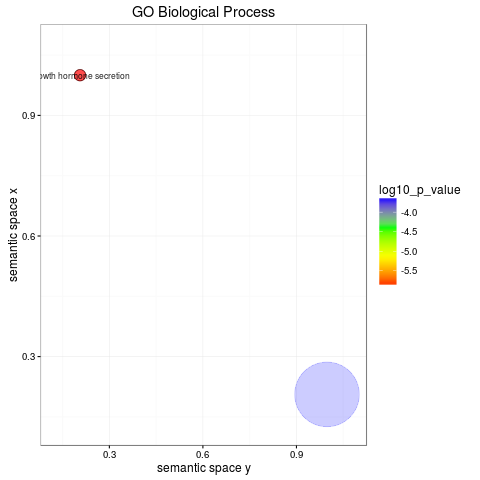 GO Biological Process
owth hormone secretion
0.9
0.6
0.3
semantic space x
0.3
0.6
0.9
semantic space y
log10_p_value
-4.0
-4.5
-5.0
-5.5